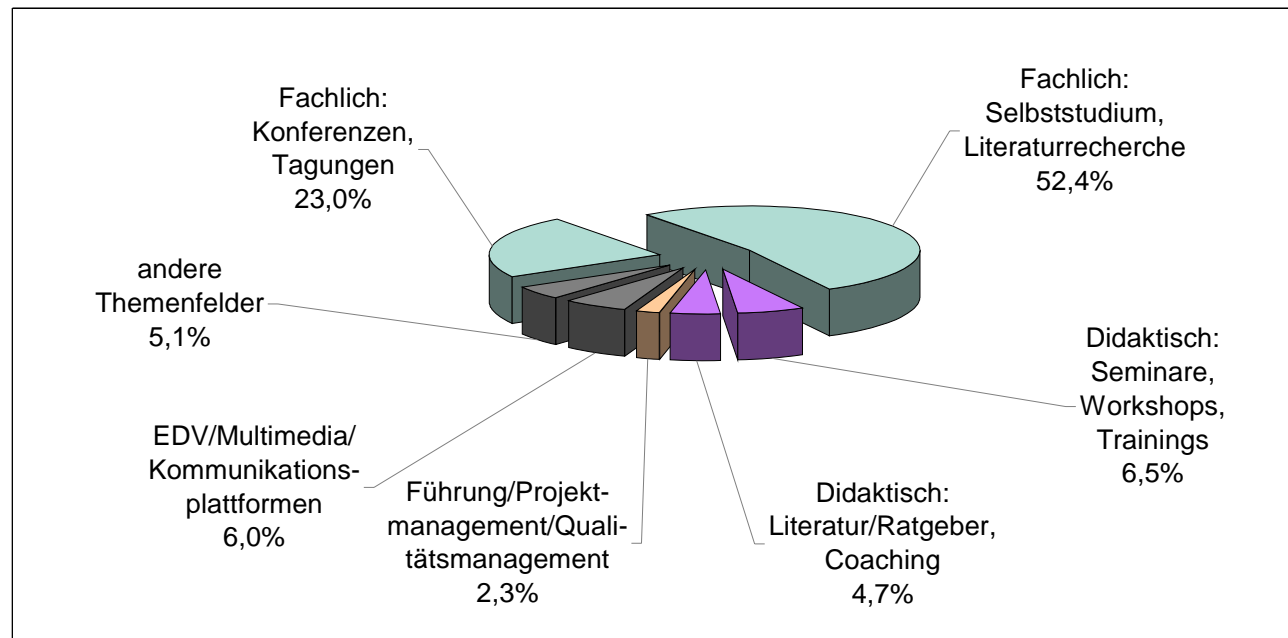 Fachlich:
Konferenzen,
Tagungen
23,0%
Fachlich:
Selbststudium,
Literaturrecherche
52,4%
andere
Themenfelder
5,1%
Didaktisch:
Seminare,
Workshops,
Trainings
6,5%
EDV/Multimedia/
Kommunikations-
plattformen
6,0%
Führung/Projekt-
management/Quali-
tätsmanagement
2,3%
Didaktisch:
Literatur/Ratgeber,
Coaching
4,7%